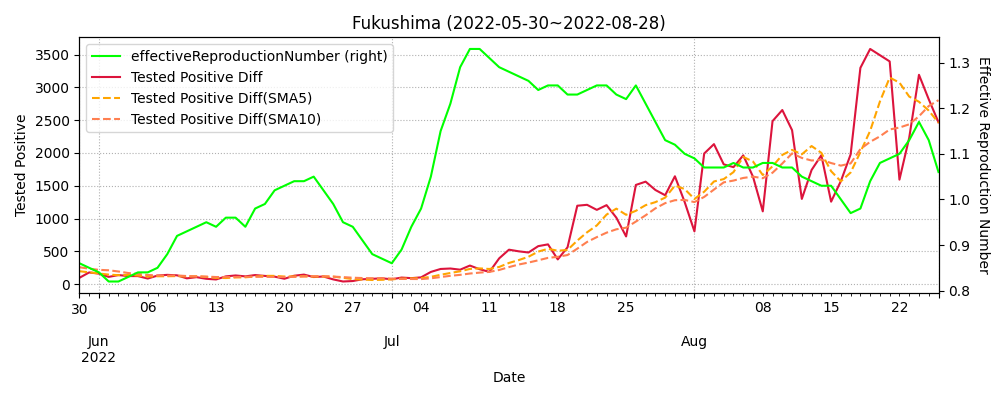 Fukushima (2022-05-30~2022-08-28)
effectiveReproductionNumber (right)
Tested Positive Diff
Tested Positive Diff(SMA5)
Tested Positive Diff(SMA10)
Tested Positive
3500
3000
2500
2000
1500
1000
500
0
Effective Reproduction Number
1.3
1.2
1.1
1.0
0.9
0.8
30 06 13 20 27 04 11 18 25 08 15 22
Jun Jul Aug
2022
Date